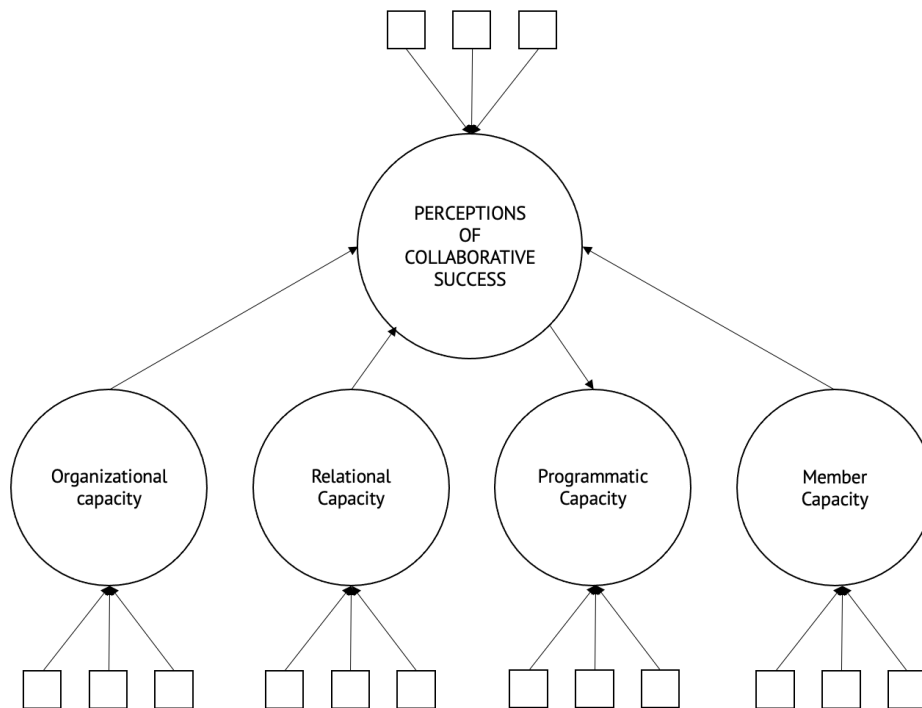 PERCEPTIONS
OF
COLLABORATIVE
SUCCESS
Organizational
capacity
Relational
Capacity
Programmatic
Capacity
Member
Capacity